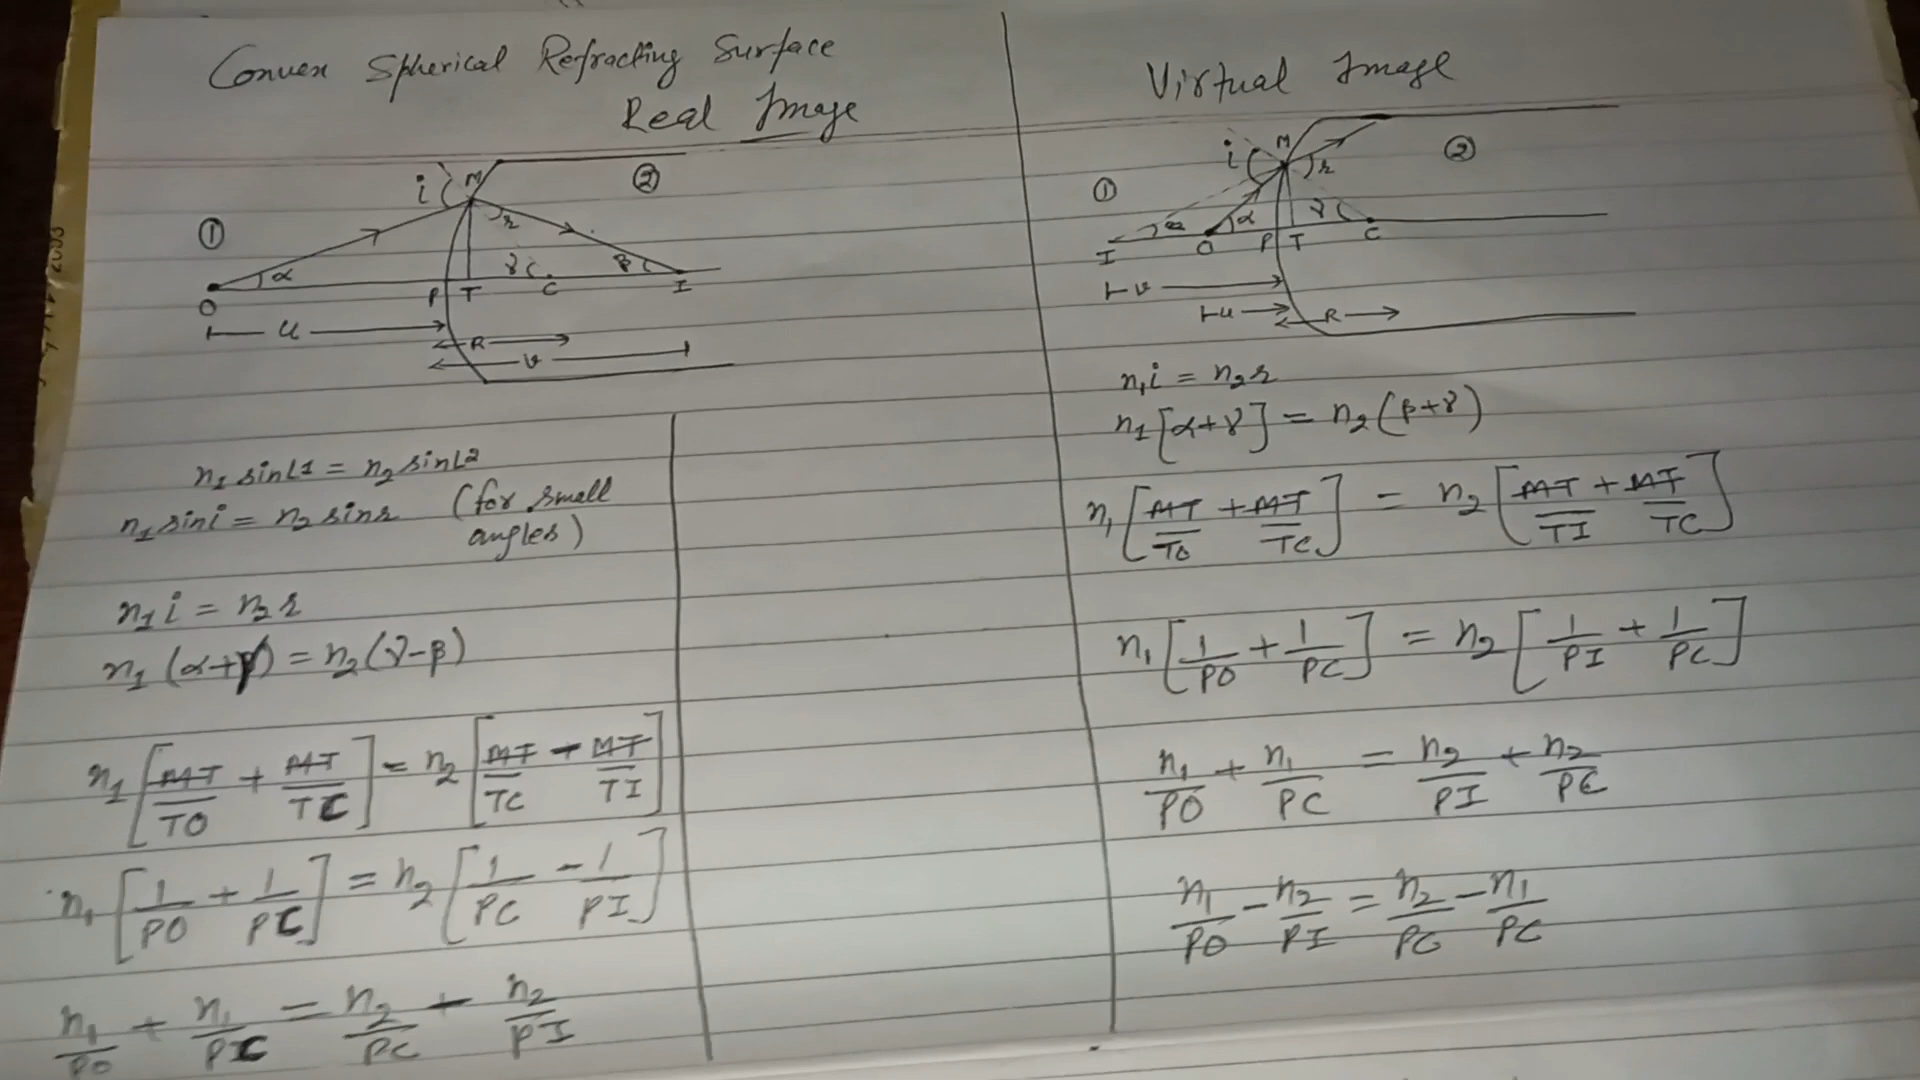 Convex Spherical Refracting Surface
Real Image
i M ②
① r
α γ β
O P T C I
u
R
v
n₁ sin∠1 = n₂ sin∠2
n₁ sin i = n₂ sin r (for small
angles)
n₁ i = n₂ r
n₁ (α+γ) = n₂ (γ-β)
n₁ [MT/TO + MT/TC] = n₂ [MT/TC - MT/TI]
n₁ [1/PO + 1/PC] = n₂ [1/PC - 1/PI]
n₁/PO + n₁/PC = n₂/PC - n₂/PI
Virtual Image
i M ②
① r
α γ
I O P T C
v
u R
n₁ i = n₂ r
n₁ [α+γ] = n₂ (β+γ)
n₁ [MT/TO + MT/TC] = n₂ [MT/TI + MT/TC]
n₁ [1/PO + 1/PC] = n₂ [1/PI + 1/PC]
n₁/PO + n₁/PC = n₂/PI + n₂/PC
n₁/PO - n₂/PI = n₂/PC - n₁/PC